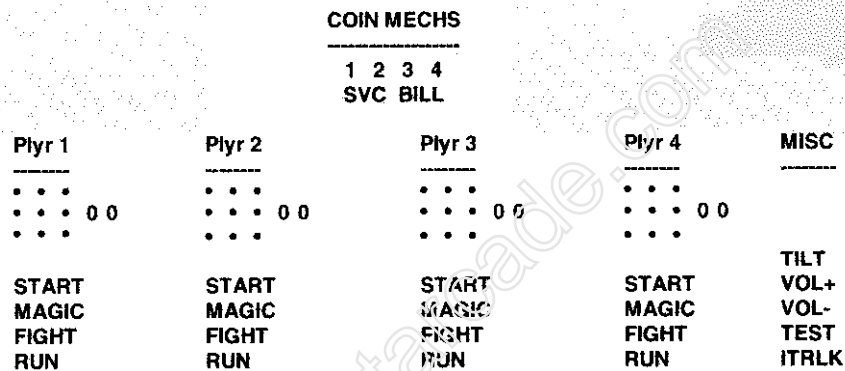 COIN MECHS
1 2 3 4
SVC BILL
Plyr 1 Plyr 2 Plyr 3 Plyr 4 MISC
0 0 0 0 0 0 0 0
TILT
START START START START VOL+
MAGIC MAGIC MAGIC MAGIC VOL-
FIGHT FIGHT FIGHT FIGHT TEST
RUN RUN RUN RUN ITRLK